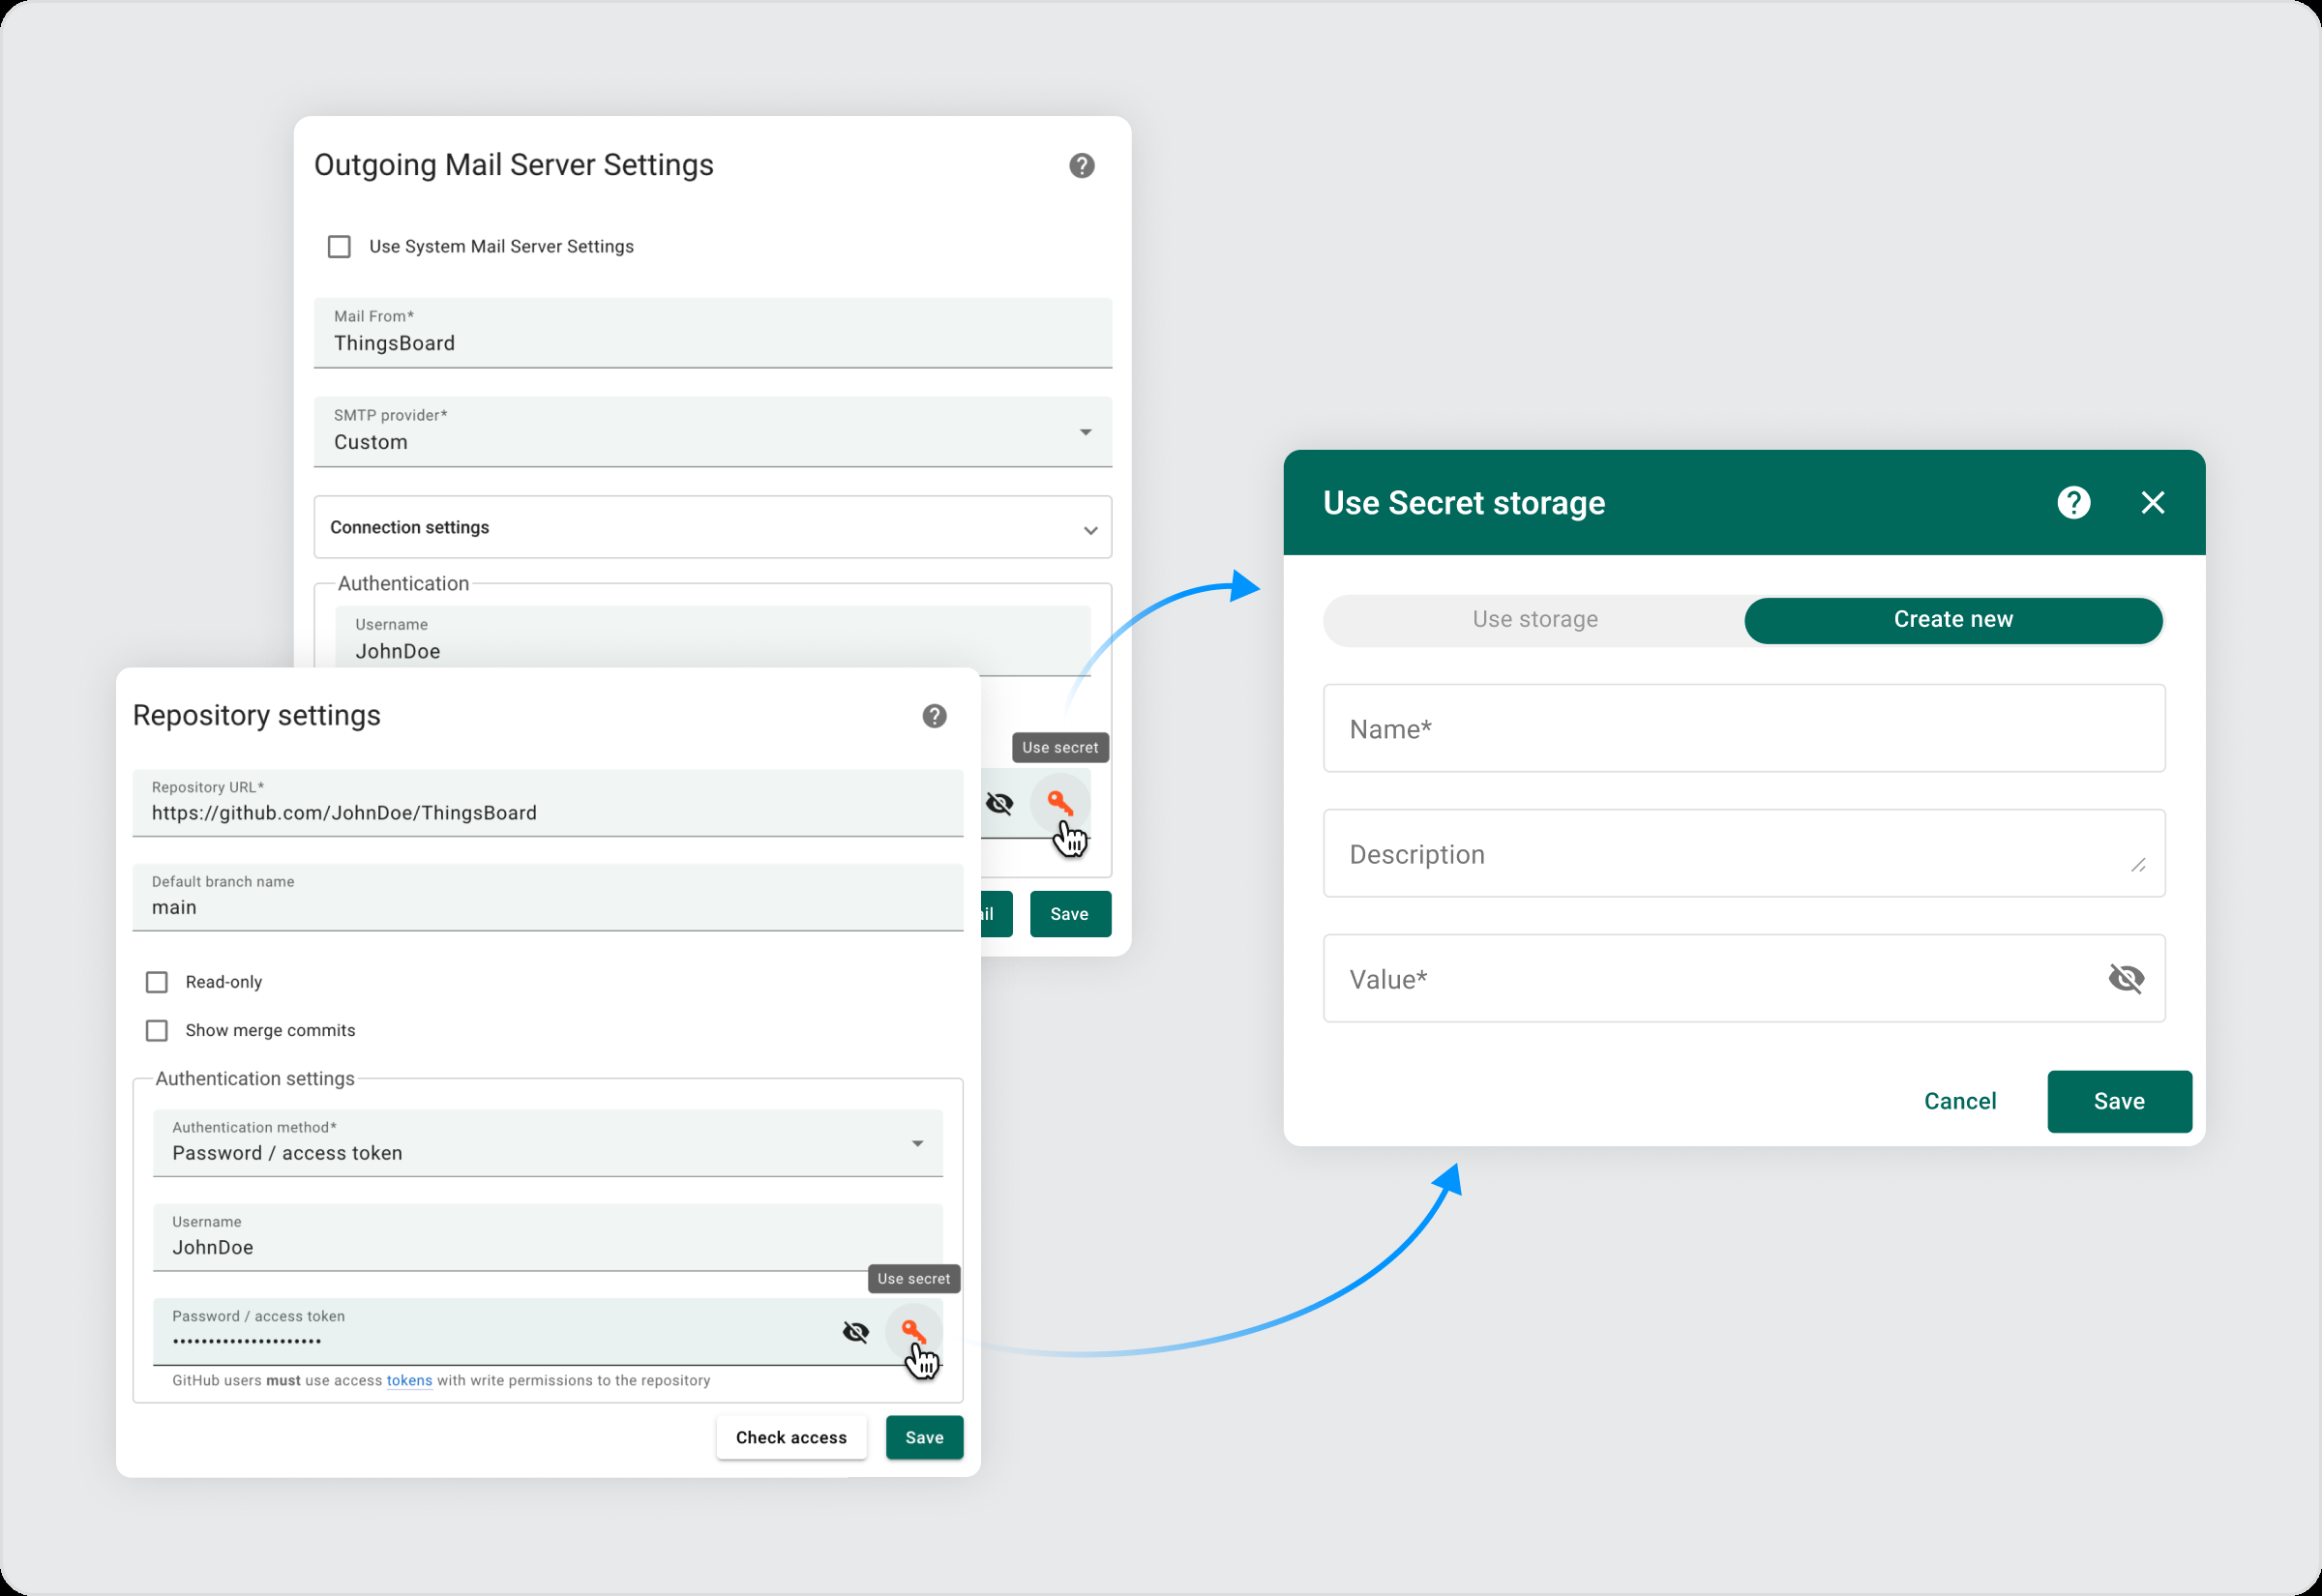 Outgoing Mail Server Settings
Use System Mail Server Settings
Mail From*
ThingsBoard
SMTP provider*
Custom
Connection settings
Authentication
Username
JohnDoe
Use secret
Save
Repository settings
Repository URL*
https://github.com/JohnDoe/ThingsBoard
Default branch name
main
Read-only
Show merge commits
Authentication settings
Authentication method*
Password / access token
Username
JohnDoe
Use secret
Password / access token
•••••••••••••••••••••
GitHub users must use access tokens with write permissions to the repository
Check access
Save
Use Secret storage
Use storage
Create new
Name*
Description
Value*
Cancel
Save